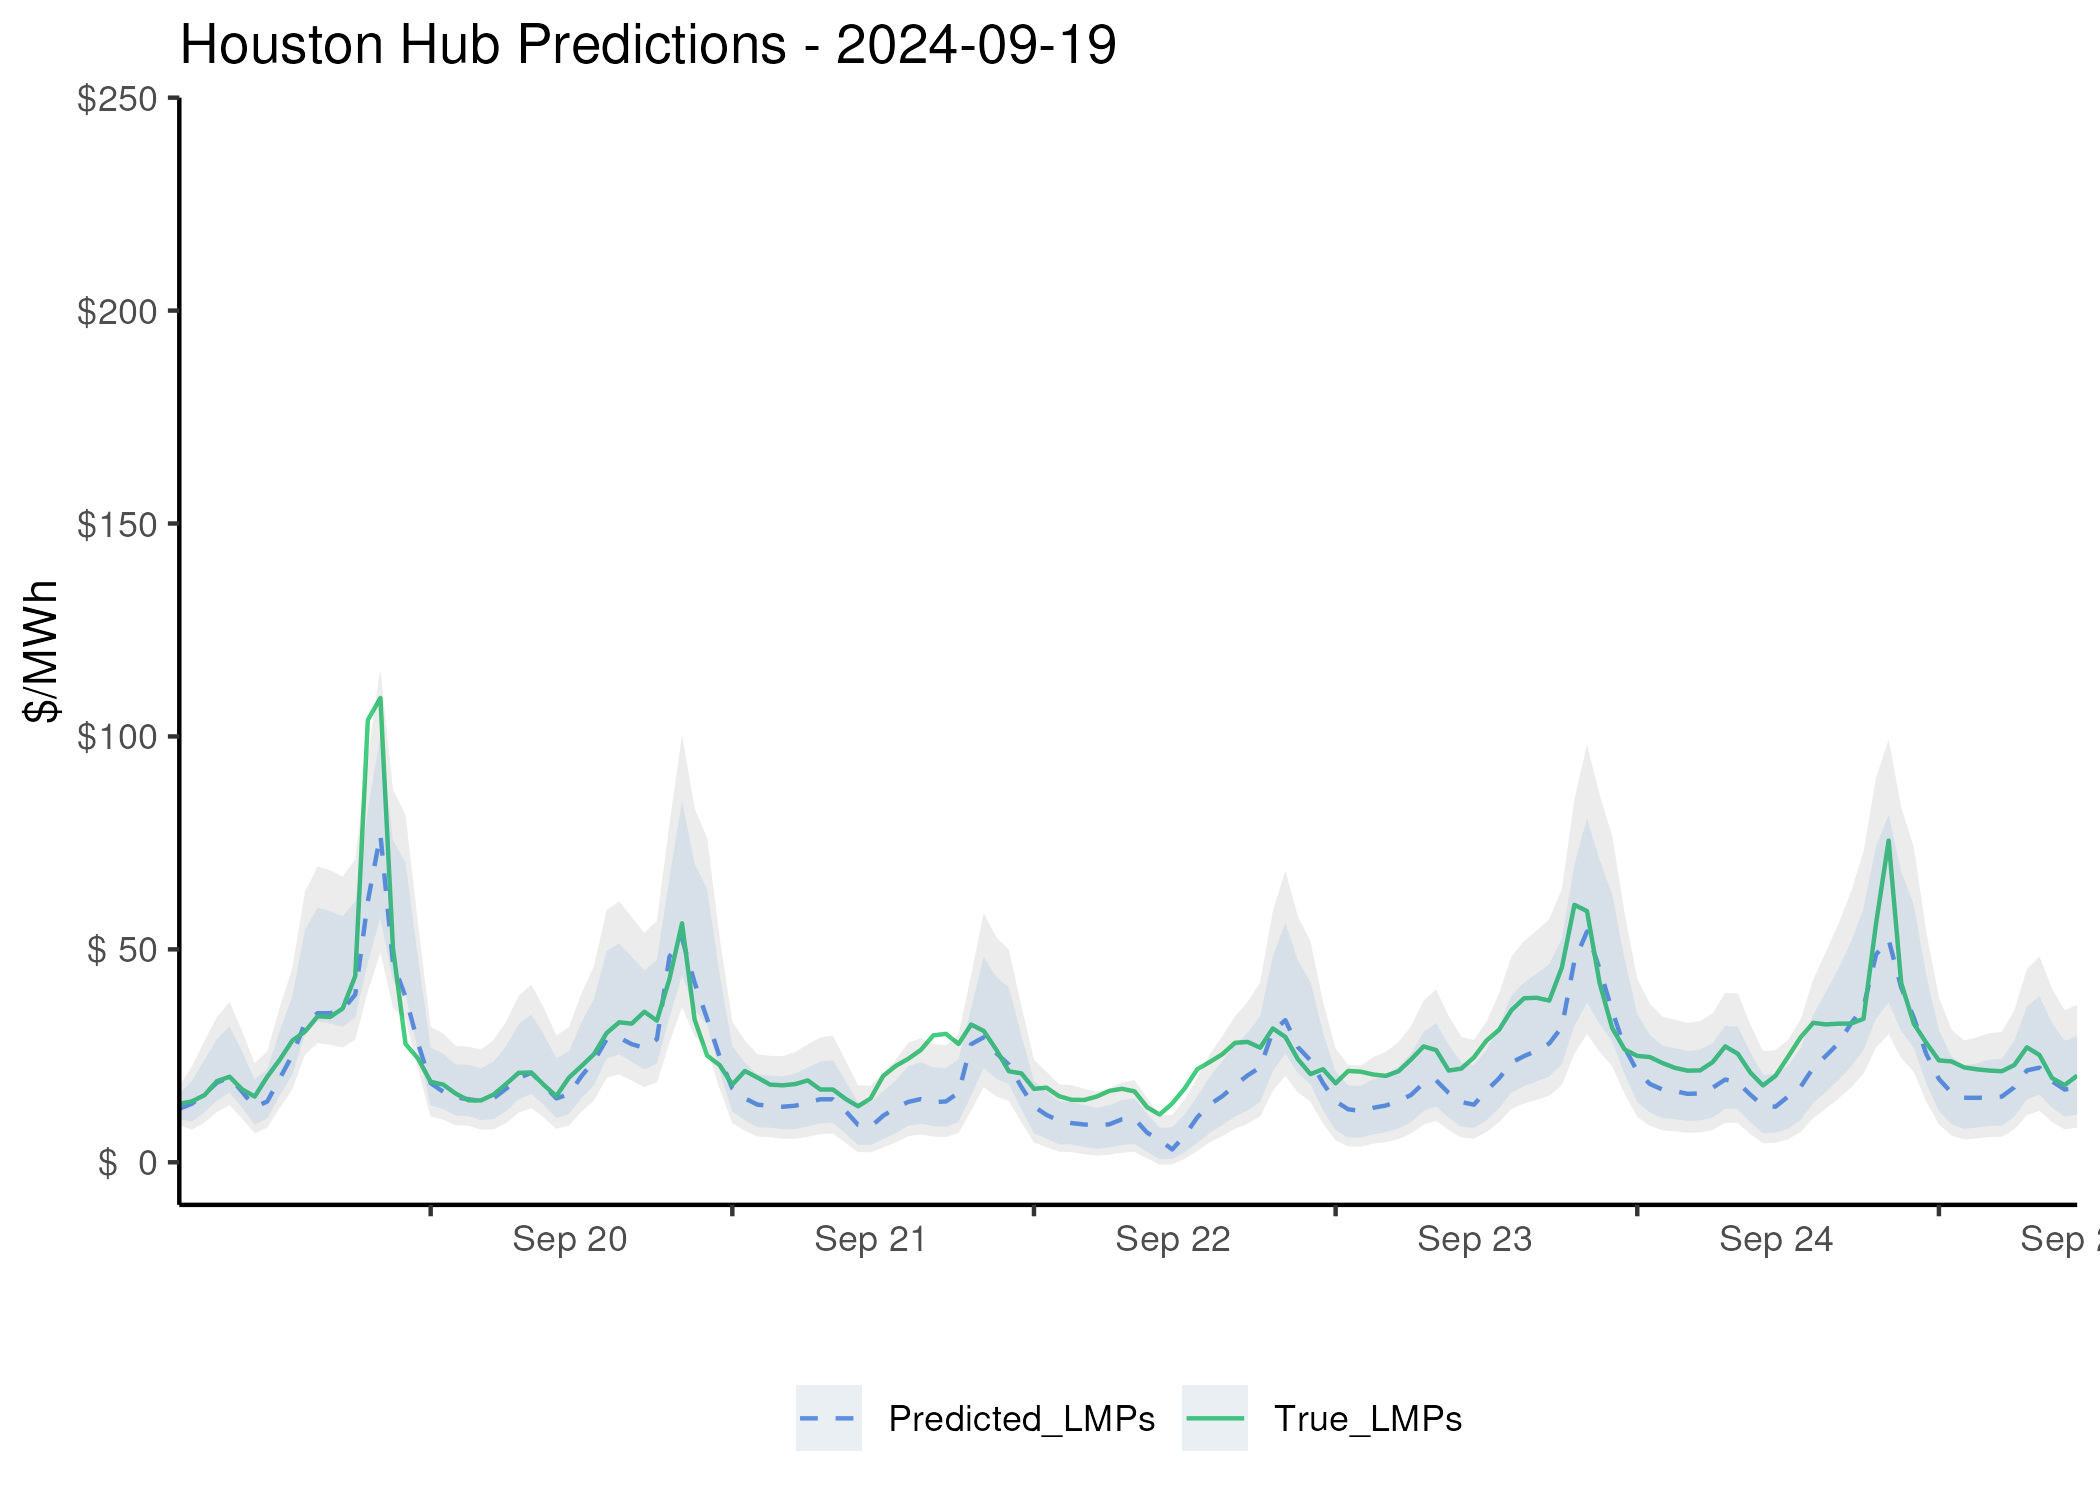 Houston Hub Predictions - 2024-09-19
$/MWh
$250
$200
$150
$100
$ 50
$ 0
Sep 20
Sep 21
Sep 22
Sep 23
Sep 24
Sep
Predicted_LMPs
True_LMPs